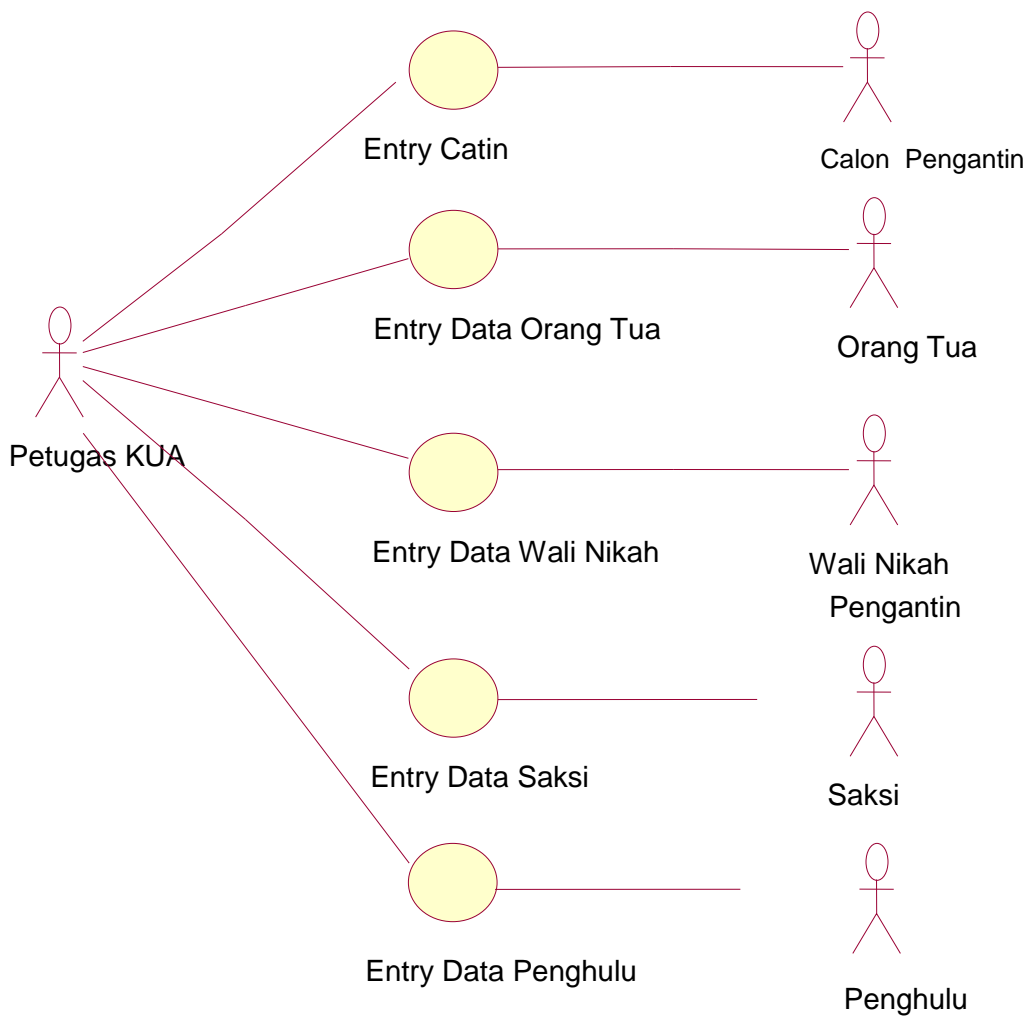 Entry Catin
Calon Pengantin
Entry Data Orang Tua
Orang Tua
Petugas KUA
Entry Data Wali Nikah
Wali Nikah
Pengantin
Entry Data Saksi
Saksi
Entry Data Penghulu
Penghulu